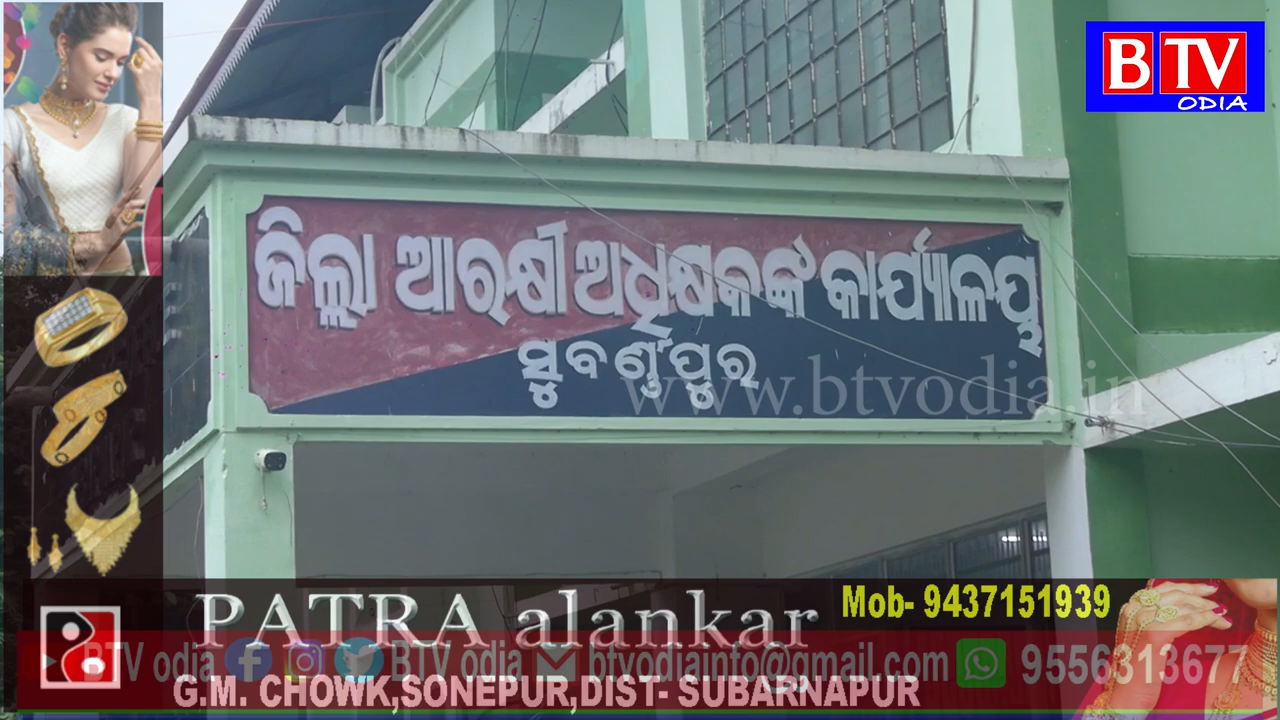 BTV
ODIA
ଜିଲ୍ଲା ଆରକ୍ଷୀ ଅଧିକ୍ଷକଙ୍କ କାର୍ଯ୍ୟାଳୟ
ସୁବର୍ଣ୍ଣପୁର
www.btvodia.in
PATRA alankar
Mob- 9437151939
BTV odia BTV odia btvodiainfo@gmail.com 9556313677
G.M. CHOWK,SONEPUR,DIST- SUBARNAPUR